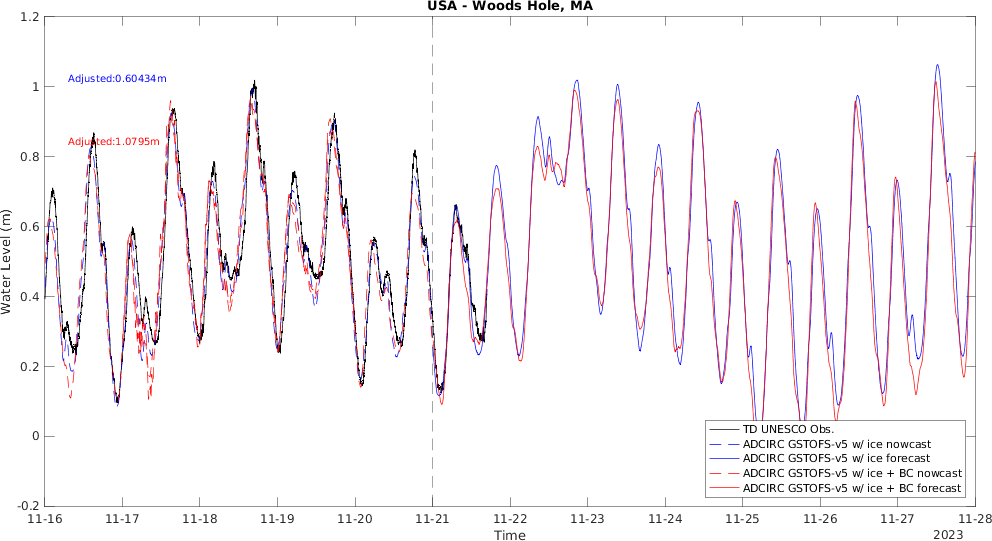 USA - Woods Hole, MA
1.2
1
0.8
0.6
0.4
0.2
0
-0.2
Water Level (m)
Adjusted:0.60434m
Adjusted:1.0795m
TD UNESCO Obs.
ADCIRC GSTOFS-v5 w/ ice nowcast
ADCIRC GSTOFS-v5 w/ ice forecast
ADCIRC GSTOFS-v5 w/ ice + BC nowcast
ADCIRC GSTOFS-v5 w/ ice + BC forecast
11-16 11-17 11-18 11-19 11-20 11-21 11-22 11-23 11-24 11-25 11-26 11-27 11-28
Time
2023